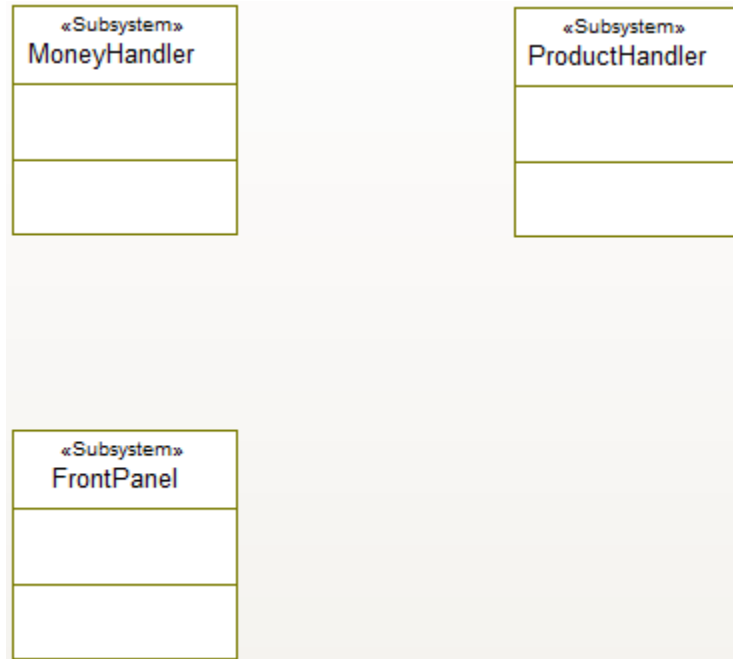 «Subsystem»
MoneyHandler
«Subsystem»
ProductHandler
«Subsystem»
FrontPanel